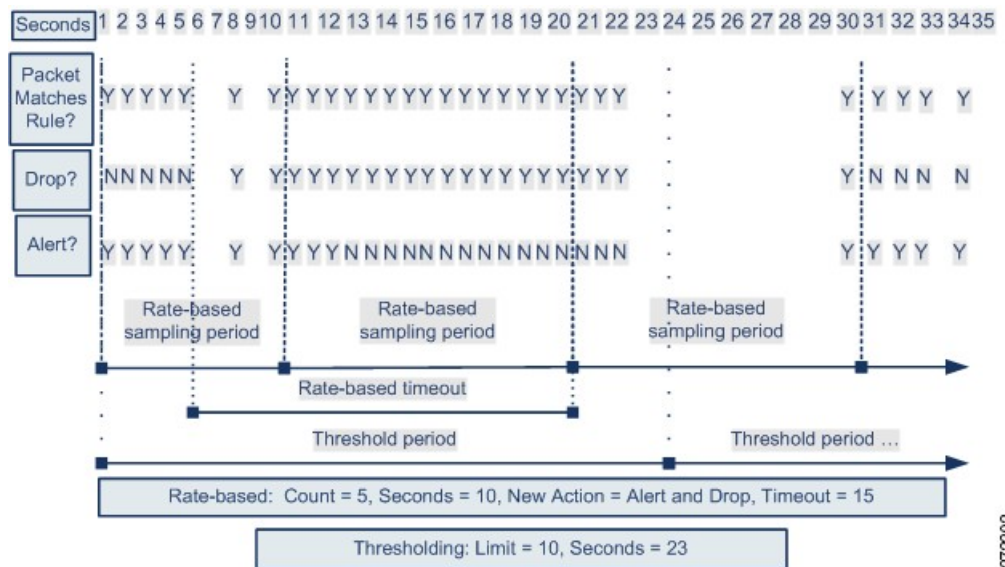 Seconds 1 2 3 4 5 6 7 8 9 10 11 12 13 14 15 16 17 18 19 20 21 22 23 24 25 26 27 28 29 30 31 32 33 34 35
Packet
Matches
Rule?
Y Y Y Y Y Y Y Y Y Y Y Y Y Y Y Y Y Y Y Y Y Y Y Y Y Y Y Y Y Y
Drop?
N N N N N Y Y Y Y Y Y Y Y Y Y Y Y Y Y Y Y Y Y Y Y Y N N N N
Alert?
Y Y Y Y Y Y Y Y Y Y N N N N N N N N N N N N N N N Y Y Y Y Y
Rate-based
sampling period
Rate-based
sampling period
Rate-based
sampling period
Rate-based timeout
Threshold period
Threshold period ...
Rate-based: Count = 5, Seconds = 10, New Action = Alert and Drop, Timeout = 15
Thresholding: Limit = 10, Seconds = 23